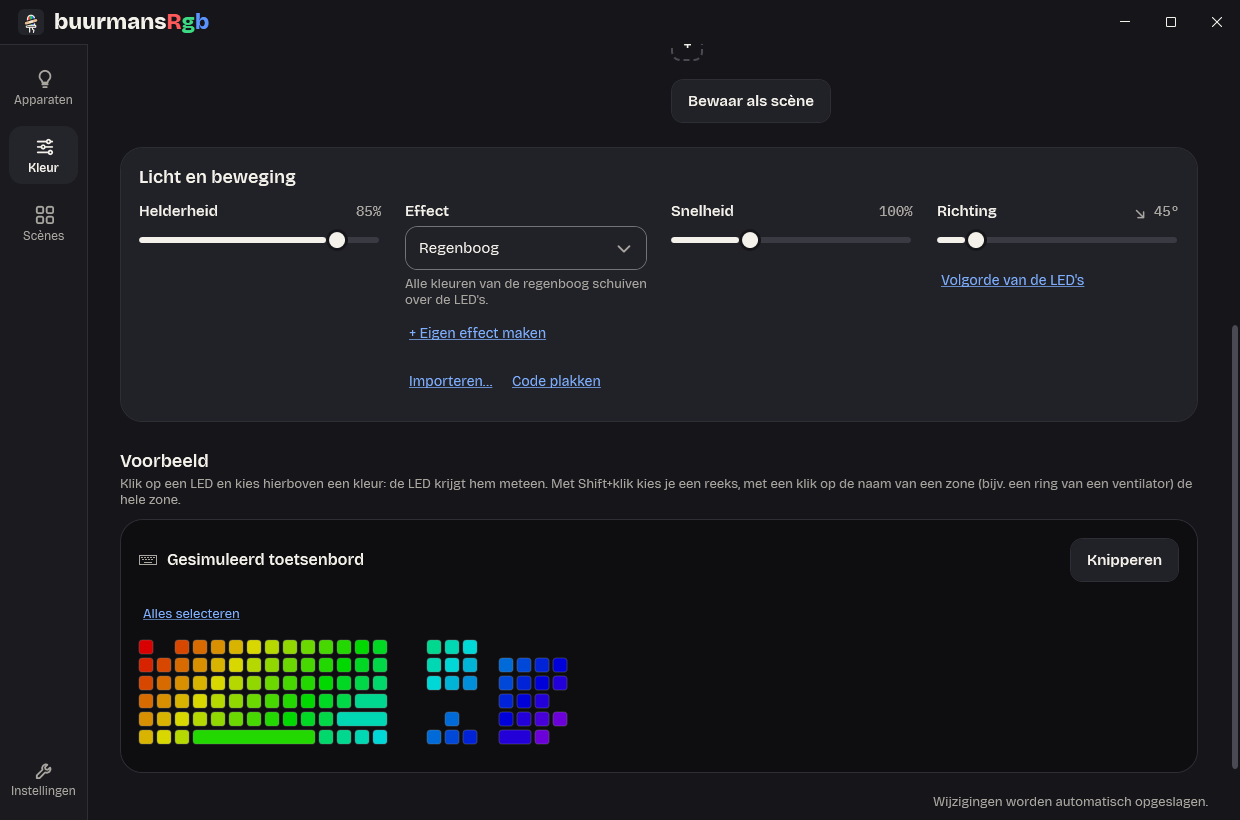 buurmansRgb
Apparaten
Kleur
Scènes
Instellingen
Bewaar als scène
Licht en beweging
Helderheid 85%
Effect
Regenboog
Alle kleuren van de regenboog schuiven
over de LED's.
+ Eigen effect maken
Importeren... Code plakken
Snelheid 100%
Richting ↘ 45°
Volgorde van de LED's
Voorbeeld
Klik op een LED en kies hierboven een kleur: de LED krijgt hem meteen. Met Shift+klik kies je een reeks, met een klik op de naam van een zone (bijv. een ring van een ventilator) de
hele zone.
Gesimuleerd toetsenbord
Knipperen
Alles selecteren
Wijzigingen worden automatisch opgeslagen.